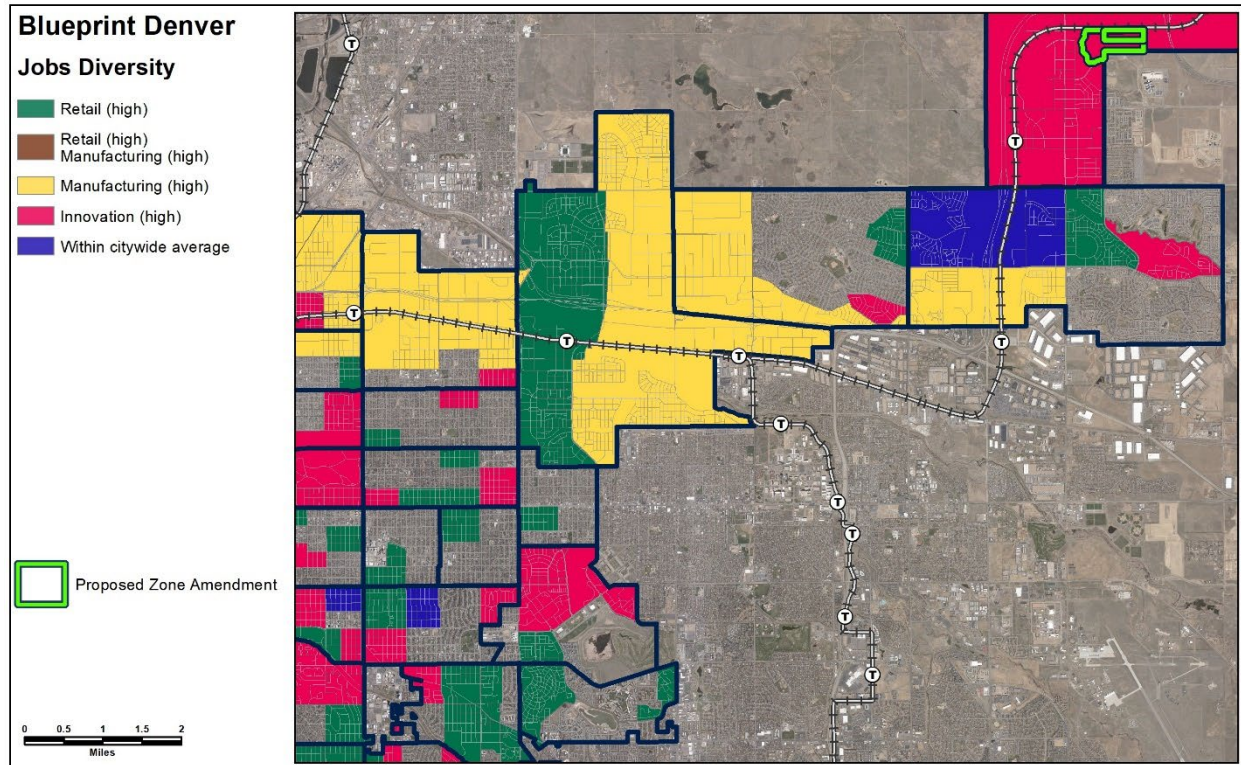 Blueprint Denver
Jobs Diversity
Retail (high)
Retail (high)
Manufacturing (high)
Manufacturing (high)
Innovation (high)
Within citywide average
Proposed Zone Amendment
0 0.5 1 1.5 2
Miles
T
T
T
T
T
T
T
T
T
T
T
T